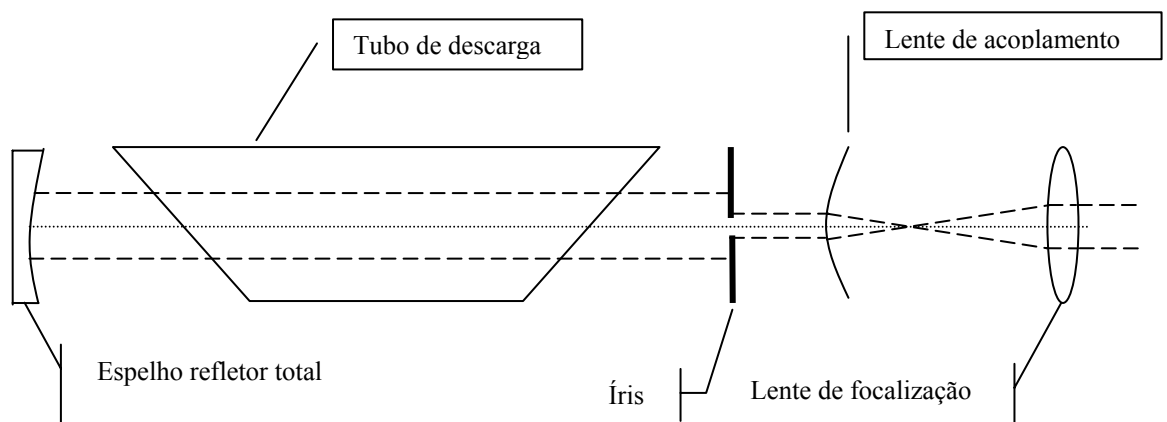 Tubo de descarga
Lente de acoplamento
Espelho refletor total
Íris
Lente de focalização